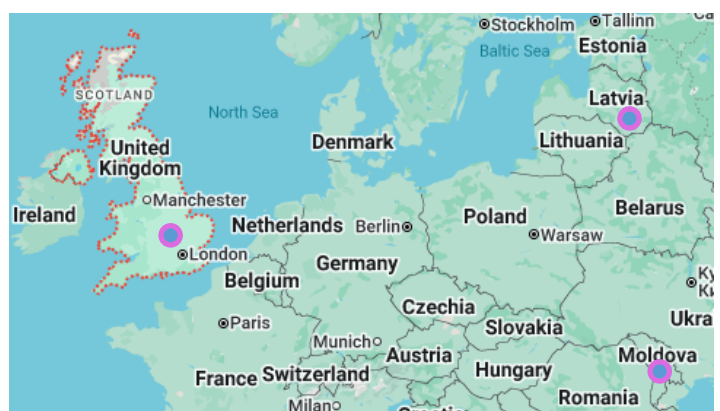 Stockholm
Tallinn
Baltic Sea
Estonia
SCOTLAND
Latvia
North Sea
Denmark
Lithuania
United
Kingdom
Manchester
Ireland
Netherlands
Berlin
Poland
Belarus
Warsaw
London
Germany
Belgium
Czechia
Paris
Slovakia
Ukra
Munich
Austria
Moldova
France
Switzerland
Hungary
Romania
Milan